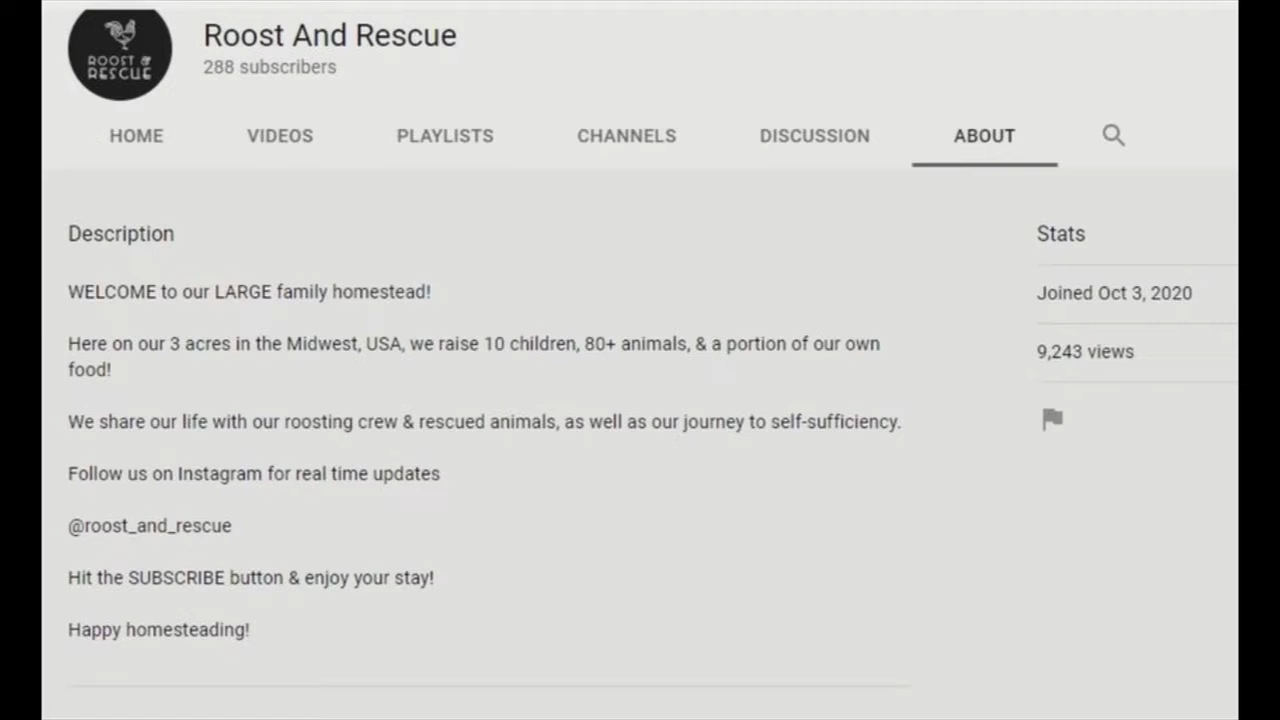 ROOST &
RESCUE
Roost And Rescue
288 subscribers
HOME VIDEOS PLAYLISTS CHANNELS DISCUSSION ABOUT
Description
WELCOME to our LARGE family homestead!
Here on our 3 acres in the Midwest, USA, we raise 10 children, 80+ animals, & a portion of our own
food!
We share our life with our roosting crew & rescued animals, as well as our journey to self-sufficiency.
Follow us on Instagram for real time updates
@roost_and_rescue
Hit the SUBSCRIBE button & enjoy your stay!
Happy homesteading!
Stats
Joined Oct 3, 2020
9,243 views